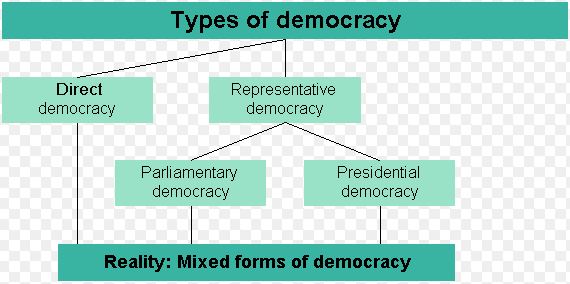 Types of democracy
Direct
democracy
Representative
democracy
Parliamentary
democracy
Presidential
democracy
Reality: Mixed forms of democracy